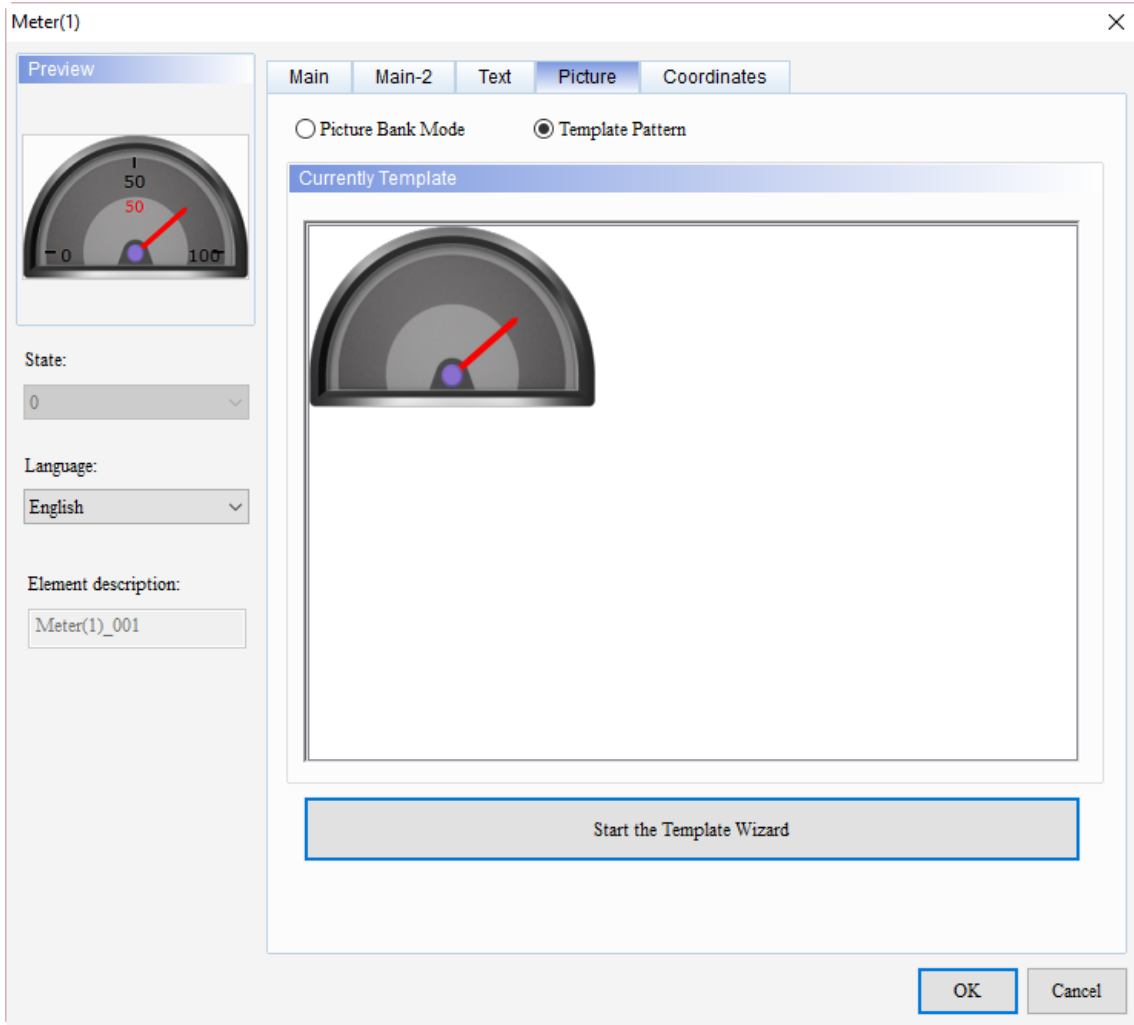 Meter(1)
Preview
50
50
0
100
State:
0
Language:
English
Element description:
Meter(1)_001
Main
Main-2
Text
Picture
Coordinates
Picture Bank Mode
Template Pattern
Currently Template
Start the Template Wizard
OK
Cancel